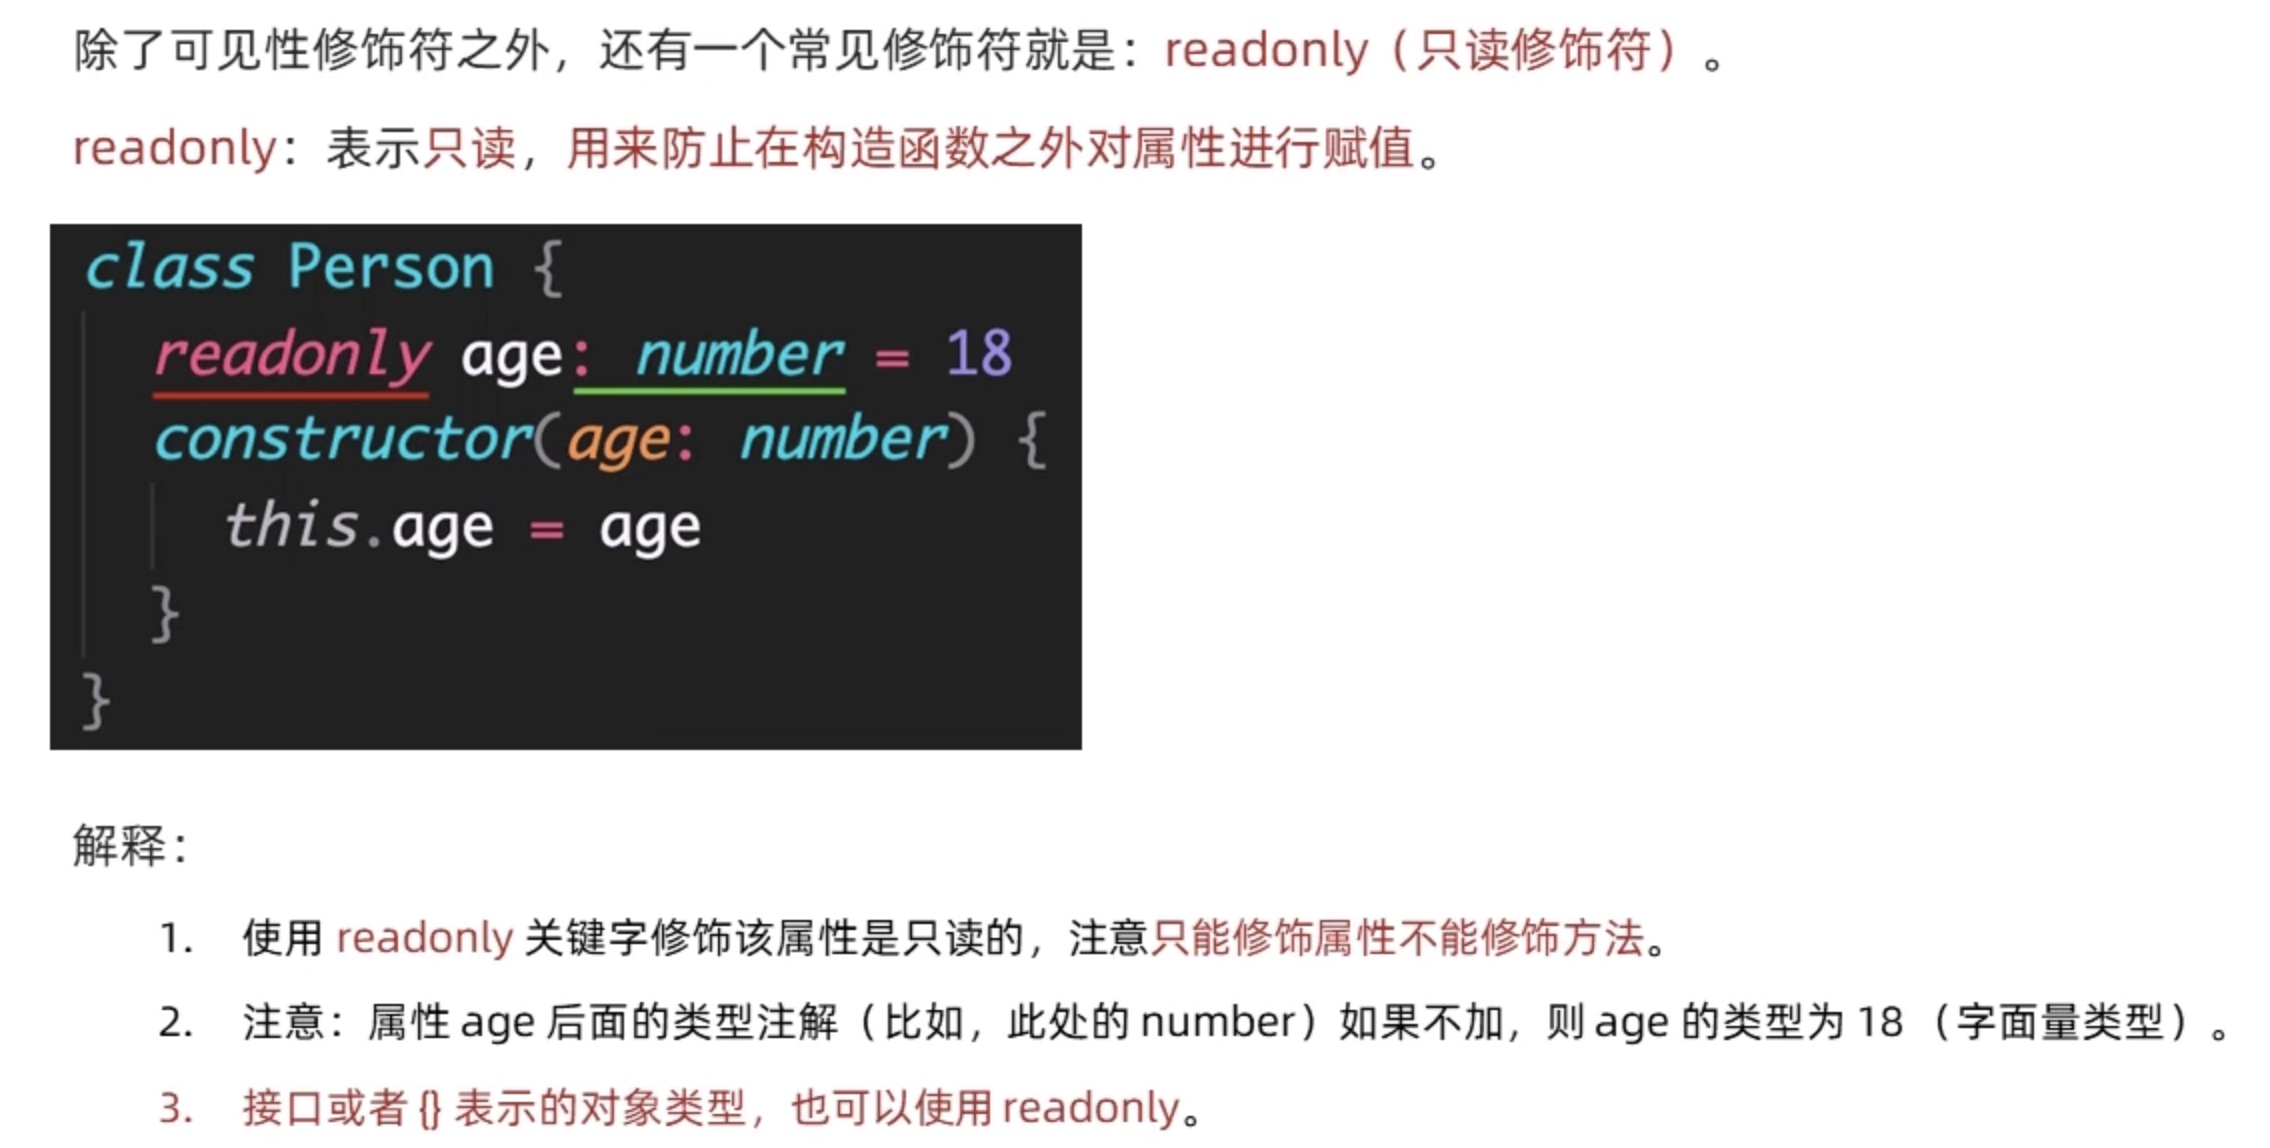 除了可见性修饰符之外，还有一个常见修饰符就是：readonly（只读修饰符）。
readonly：表示只读，用来防止在构造函数之外对属性进行赋值。
class Person {
readonly age: number = 18
constructor(age: number) {
this.age = age
}
}
解释：
1. 使用 readonly 关键字修饰该属性是只读的，注意只能修饰属性不能修饰方法。
2. 注意：属性 age 后面的类型注解（比如，此处的 number）如果不加，则 age 的类型为 18 （字面量类型）。
3. 接口或者 {} 表示的对象类型，也可以使用 readonly。